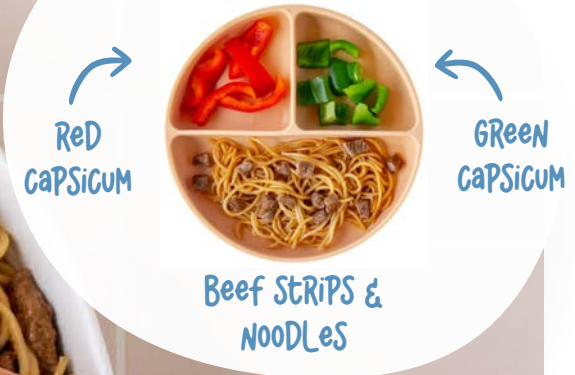 ReD
CaPSiCUM
GReeN
CaPSiCUM
Beef StRiPS &
NOODLeS